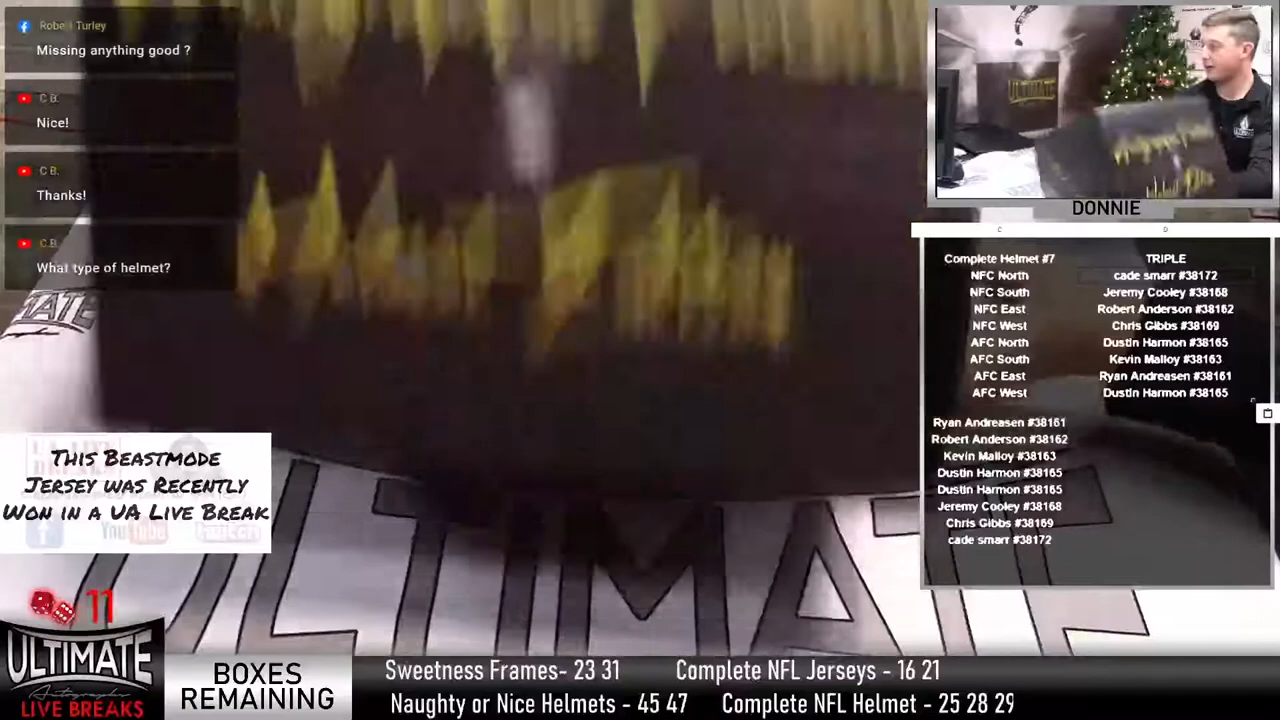 Robert Turley
Missing anything good ?
C B.
Nice!
C B.
Thanks!
C.B.
What type of helmet?
ULTIMATE
DONNIE
C D
Complete Helmet #7 TRIPLE
NFC North cade smarr #38172
NFC South Jeremy Cooley #38168
NFC East Robert Anderson #38162
NFC West Chris Gibbs #38169
AFC North Dustin Harmon #38165
AFC South Kevin Malloy #38163
AFC East Ryan Andreasen #38161
AFC West Dustin Harmon #38165
Ryan Andreasen #38161
Robert Anderson #38162
Kevin Malloy #38163
Dustin Harmon #38165
Dustin Harmon #38165
Jeremy Cooley #38168
Chris Gibbs #38169
cade smarr #38172
This Beastmode
Jersey was Recently
Won in a UA Live Break
YouTube
ULTIMATE
11
ULTIMATE
Autographs
LIVE BREAKS
BOXES
REMAINING
Sweetness Frames- 23 31 Complete NFL Jerseys - 16 21
Naughty or Nice Helmets - 45 47 Complete NFL Helmet - 25 28 29